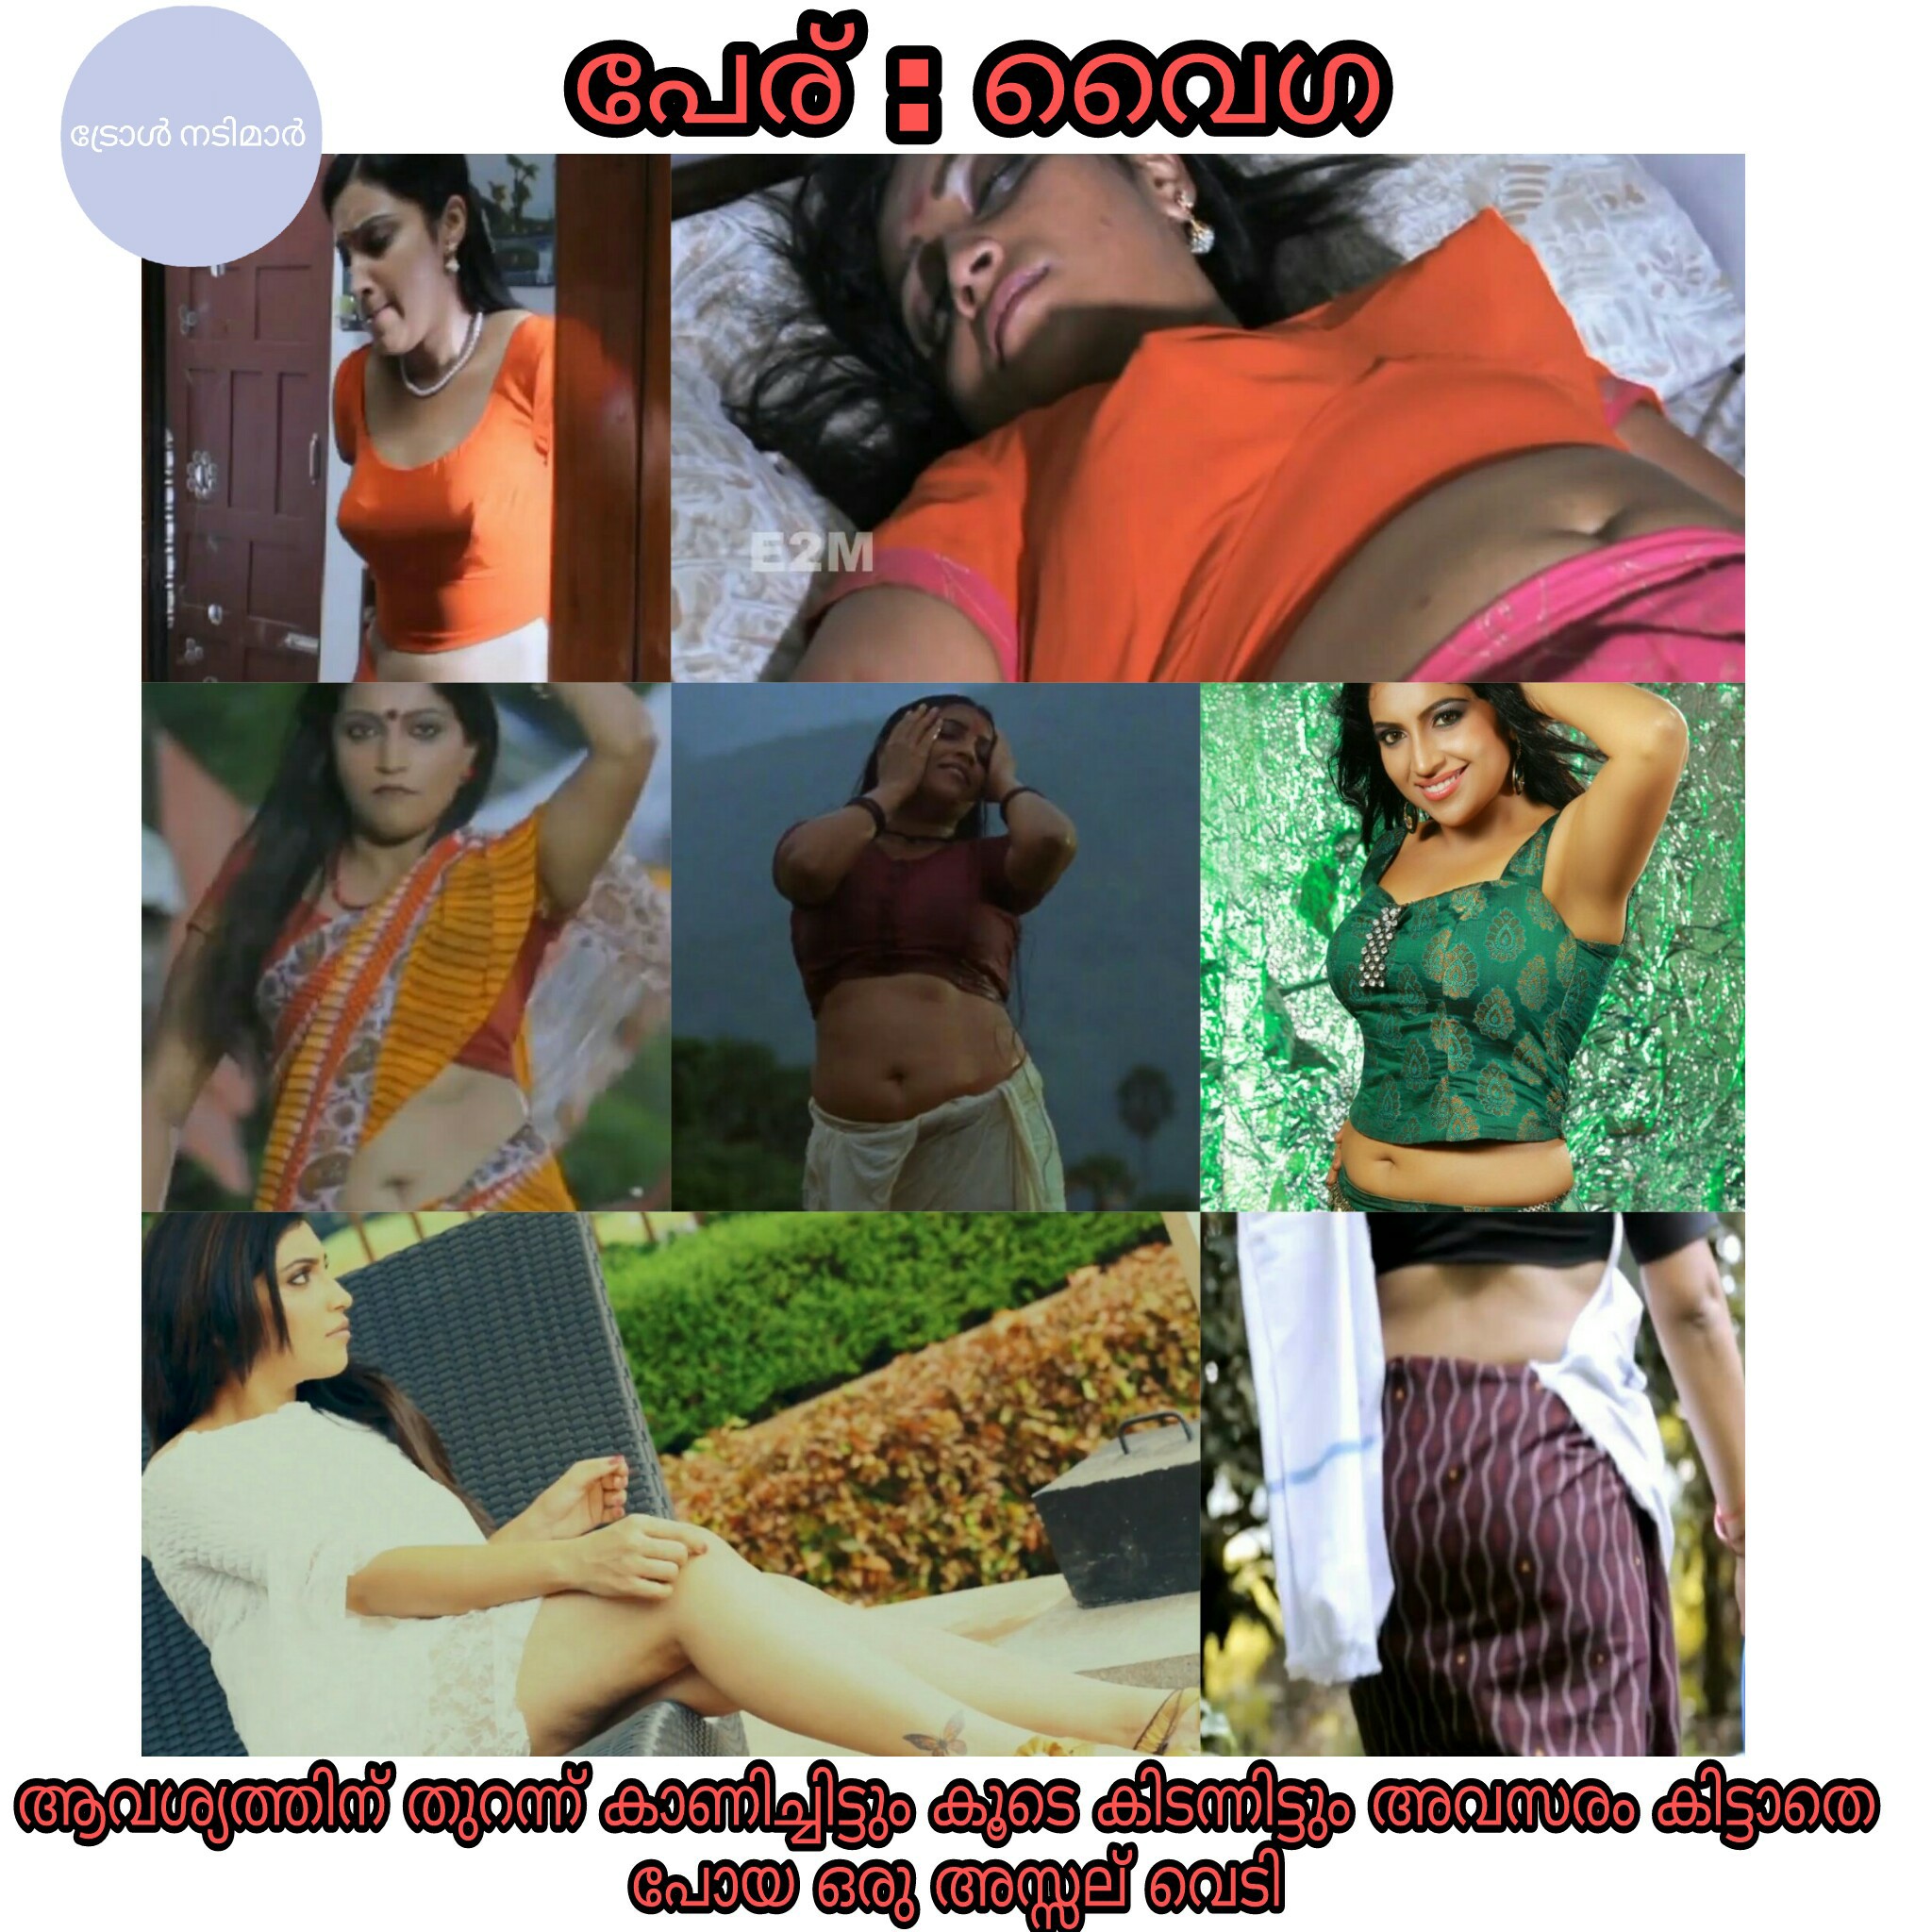 ട്രോൾ നടിമാർ
പേര് : വൈഗ
E2M
ആവശ്യത്തിന് തുറന്ന് കാണിച്ചിട്ടും കൂടെ കിടന്നിട്ടും അവസരം കിട്ടാതെ
പോയ ഒരു അസ്സല് വെടി